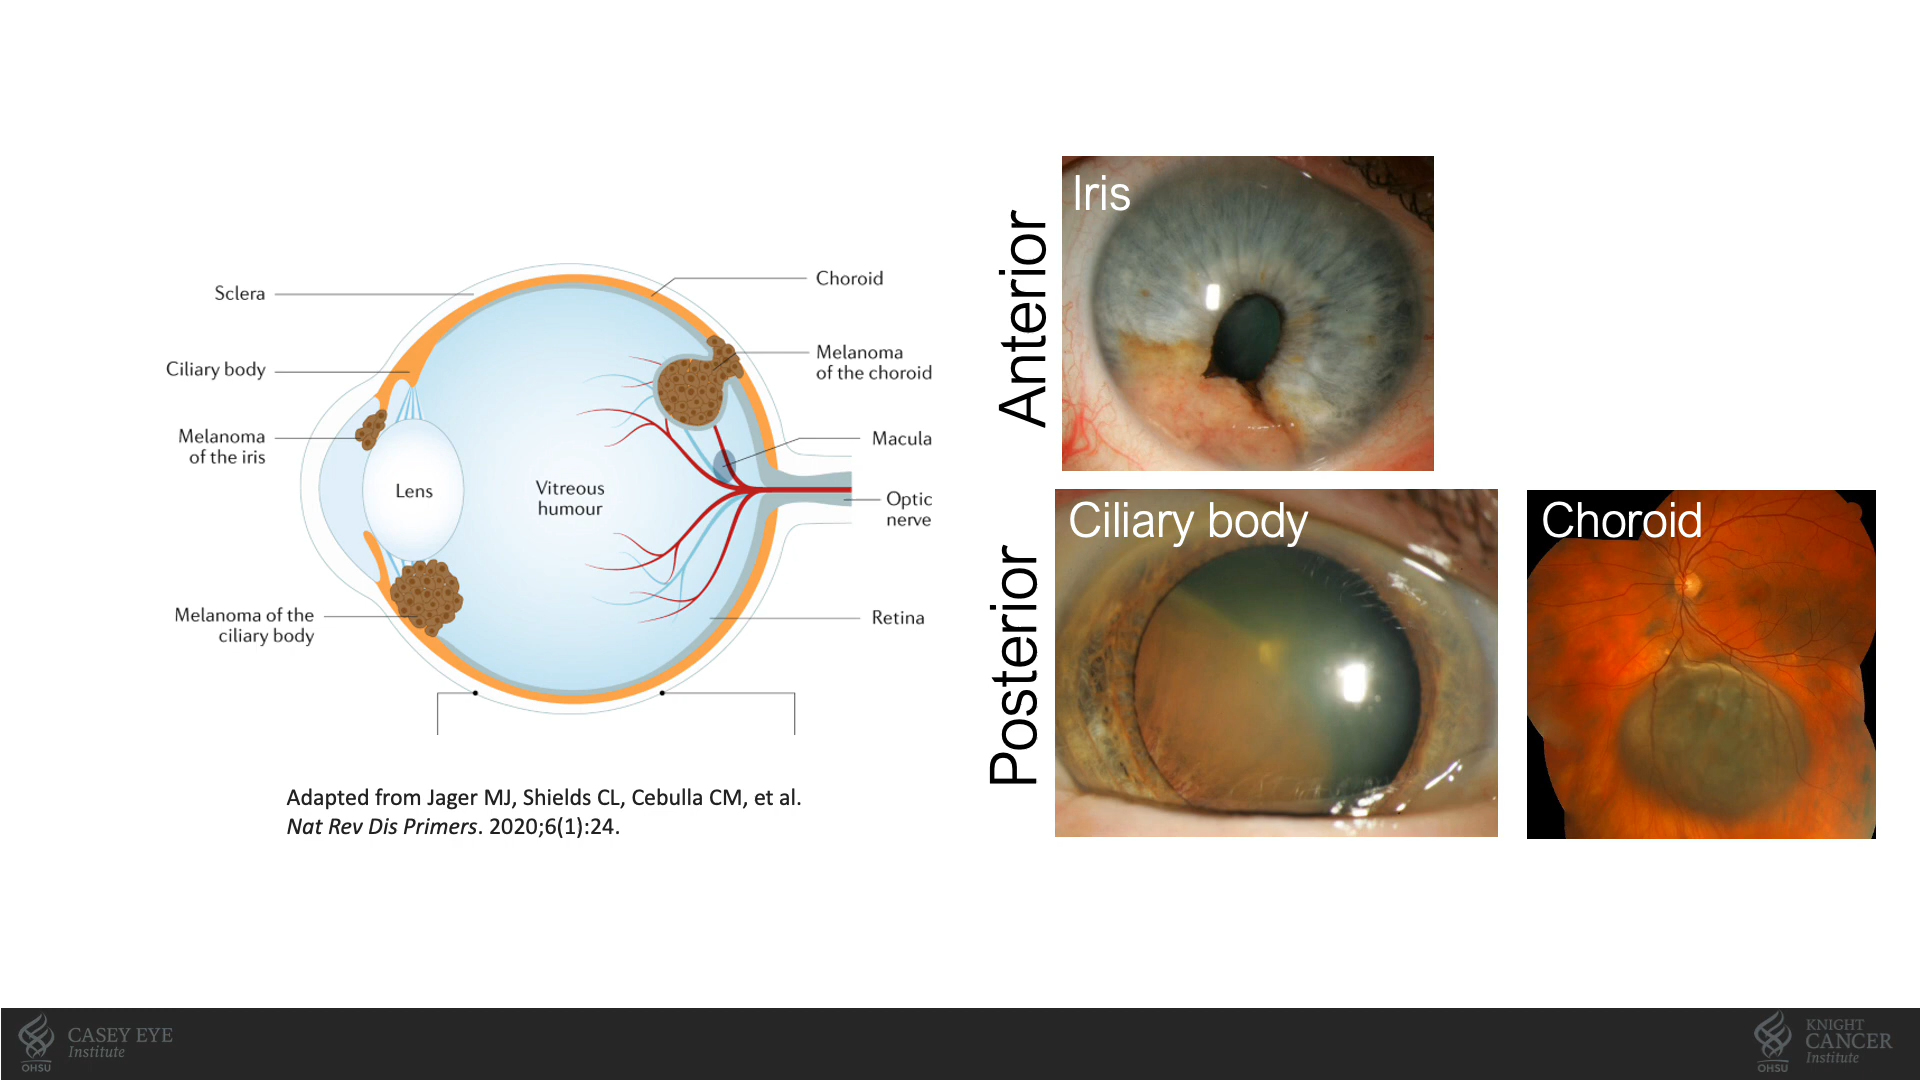 Sclera
Ciliary body
Melanoma
of the iris
Melanoma of the
ciliary body
Lens
Vitreous
humour
Choroid
Melanoma
of the choroid
Macula
Optic
nerve
Retina
Adapted from Jager MJ, Shields CL, Cebulla CM, et al.
Nat Rev Dis Primers. 2020;6(1):24.
Anterior
Iris
Posterior
Ciliary body
Choroid
OHSU
CASEY EYE
Institute
OHSU
KNIGHT
CANCER
Institute